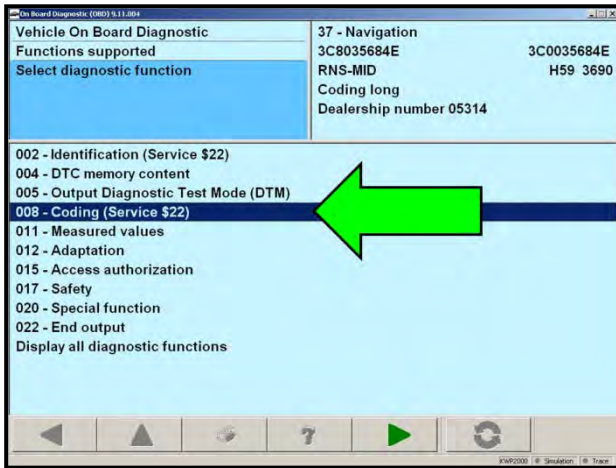 On Board Diagnostic (OBD) 9.11.004
Vehicle On Board Diagnostic
Functions supported
Select diagnostic function
37 - Navigation
3C8035684E 3C0035684E
RNS-MID H59 3690
Coding long
Dealership number 05314
002 - Identification (Service $22)
004 - DTC memory content
005 - Output Diagnostic Test Mode (DTM)
008 - Coding (Service $22)
011 - Measured values
012 - Adaptation
015 - Access authorization
017 - Safety
020 - Special function
022 - End output
Display all diagnostic functions
?
KWP2000 Simulation Trace